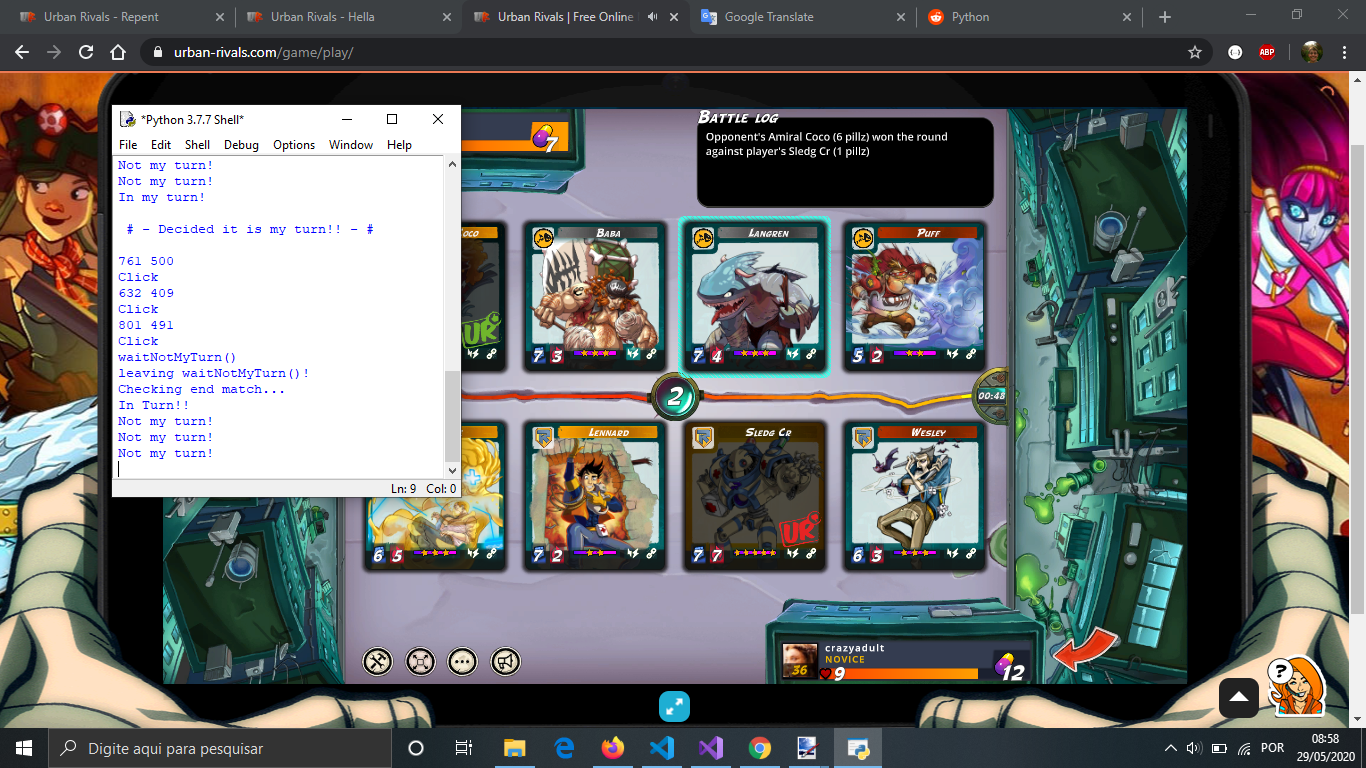 Urban Rivals - Repent
Urban Rivals - Hella
Urban Rivals | Free Online
Google Translate
Python
urban-rivals.com/game/play/
ABP
*Python 3.7.7 Shell*
File Edit Shell Debug Options Window Help
Not my turn!
Not my turn!
In my turn!
# - Decided it is my turn!! - #
761 500
Click
632 409
Click
801 491
Click
waitNotMyTurn()
leaving waitNotMyTurn()!
Checking end match...
In Turn!!
Not my turn!
Not my turn!
Not my turn!
Ln: 9 Col: 0
7
Battle log
Opponent's Amiral Coco (6 pillz) won the round
against player's Sledg Cr (1 pillz)
Coco
Baba
Langren
Puff
UR
7 3
7 4
5 2
2
00:48
Lennard
Sledg Cr
Wesley
UR
6 5
7 2
7 7
6 3
crazyadult
NOVICE
36
9
12
?
Digite aqui para pesquisar
POR
08:58
29/05/2020